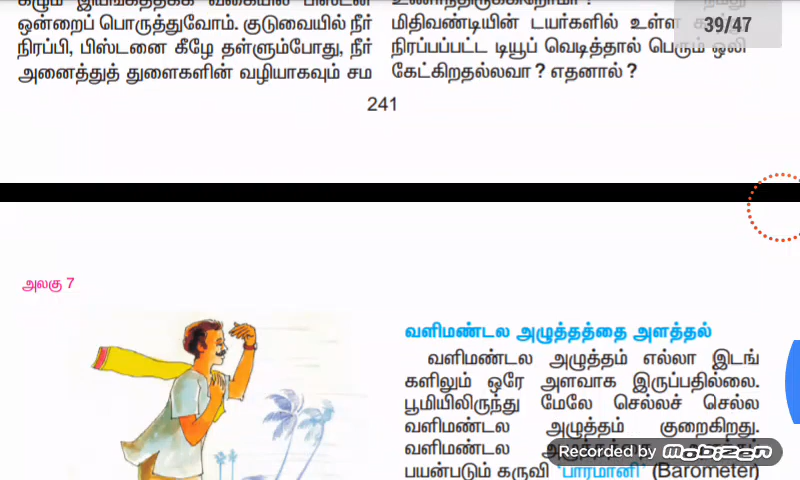 ஒன்றைப் பொருத்துவோம். குடுவையில் நீர்
நிரப்பி, பிஸ்டனை கீழே தள்ளும்போது, நீர்
அனைத்துத் துளைகளின் வழியாகவும் சம
மிதிவண்டியின் டயர்களில் உள்ள
நிரப்பப்பட்ட டியூப் வெடித்தால் பெரும் ஒலி
கேட்கிறதல்லவா ? எதனால் ?
39/47
241
அலகு 7
வளிமண்டல அழுத்தத்தை அளத்தல்
வளிமண்டல அழுத்தம் எல்லா இடங்
களிலும் ஒரே அளவாக இருப்பதில்லை.
பூமியிலிருந்து மேலே செல்லச் செல்ல
வளிமண்டல அழுத்தம் குறைகிறது.
வளிமண்டல
பயன்படும் கருவி 'பாரமானி' (Barometer)
Recorded by mobizen